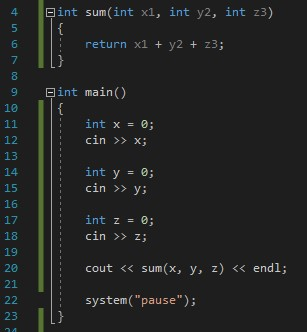 4 int sum(int x1, int y2, int z3)
5 {
6 return x1 + y2 + z3;
7 }
8
9 int main()
10 {
11 int x = 0;
12 cin >> x;
13
14 int y = 0;
15 cin >> y;
16
17 int z = 0;
18 cin >> z;
19
20 cout << sum(x, y, z) << endl;
21
22 system("pause");
23 }